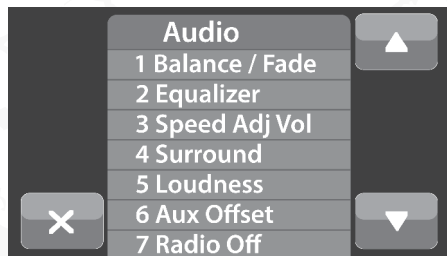 Audio
1 Balance / Fade
2 Equalizer
3 Speed Adj Vol
4 Surround
5 Loudness
6 Aux Offset
7 Radio Off